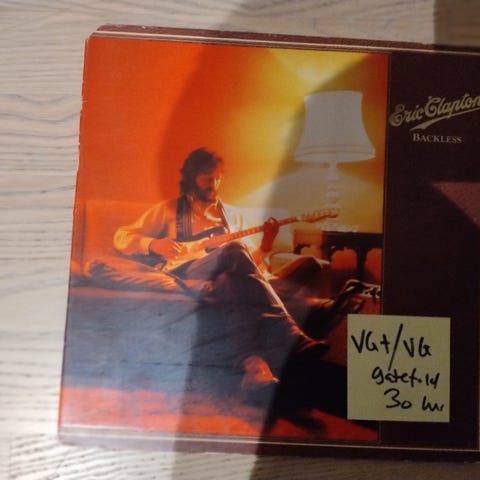 Eric Clapton
BACKLESS
VG+/VG
gatefold
30 kr